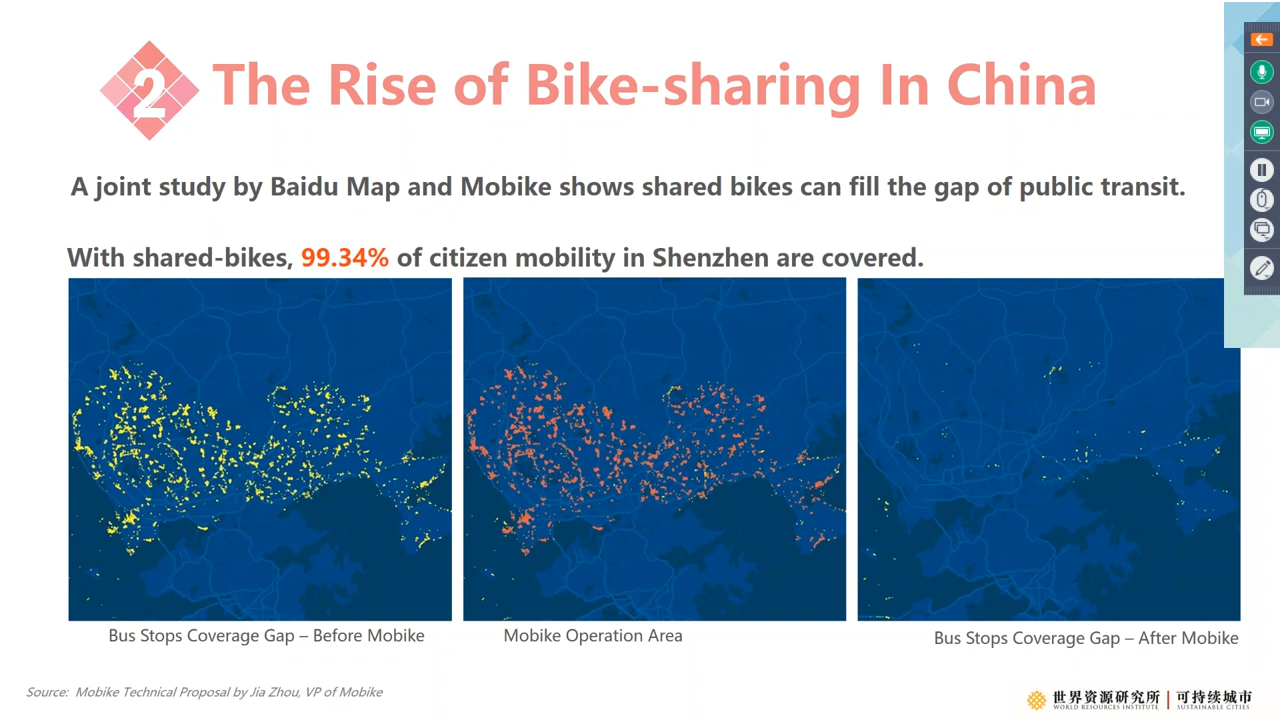 2
The Rise of Bike-sharing In China
A joint study by Baidu Map and Mobike shows shared bikes can fill the gap of public transit.
With shared-bikes, 99.34% of citizen mobility in Shenzhen are covered.
Bus Stops Coverage Gap – Before Mobike
Mobike Operation Area
Bus Stops Coverage Gap – After Mobike
Source: Mobike Technical Proposal by Jia Zhou, VP of Mobike
世界资源研究所 | 可持续城市
WORLD RESOURCES INSTITUTE | SUSTAINABLE CITIES